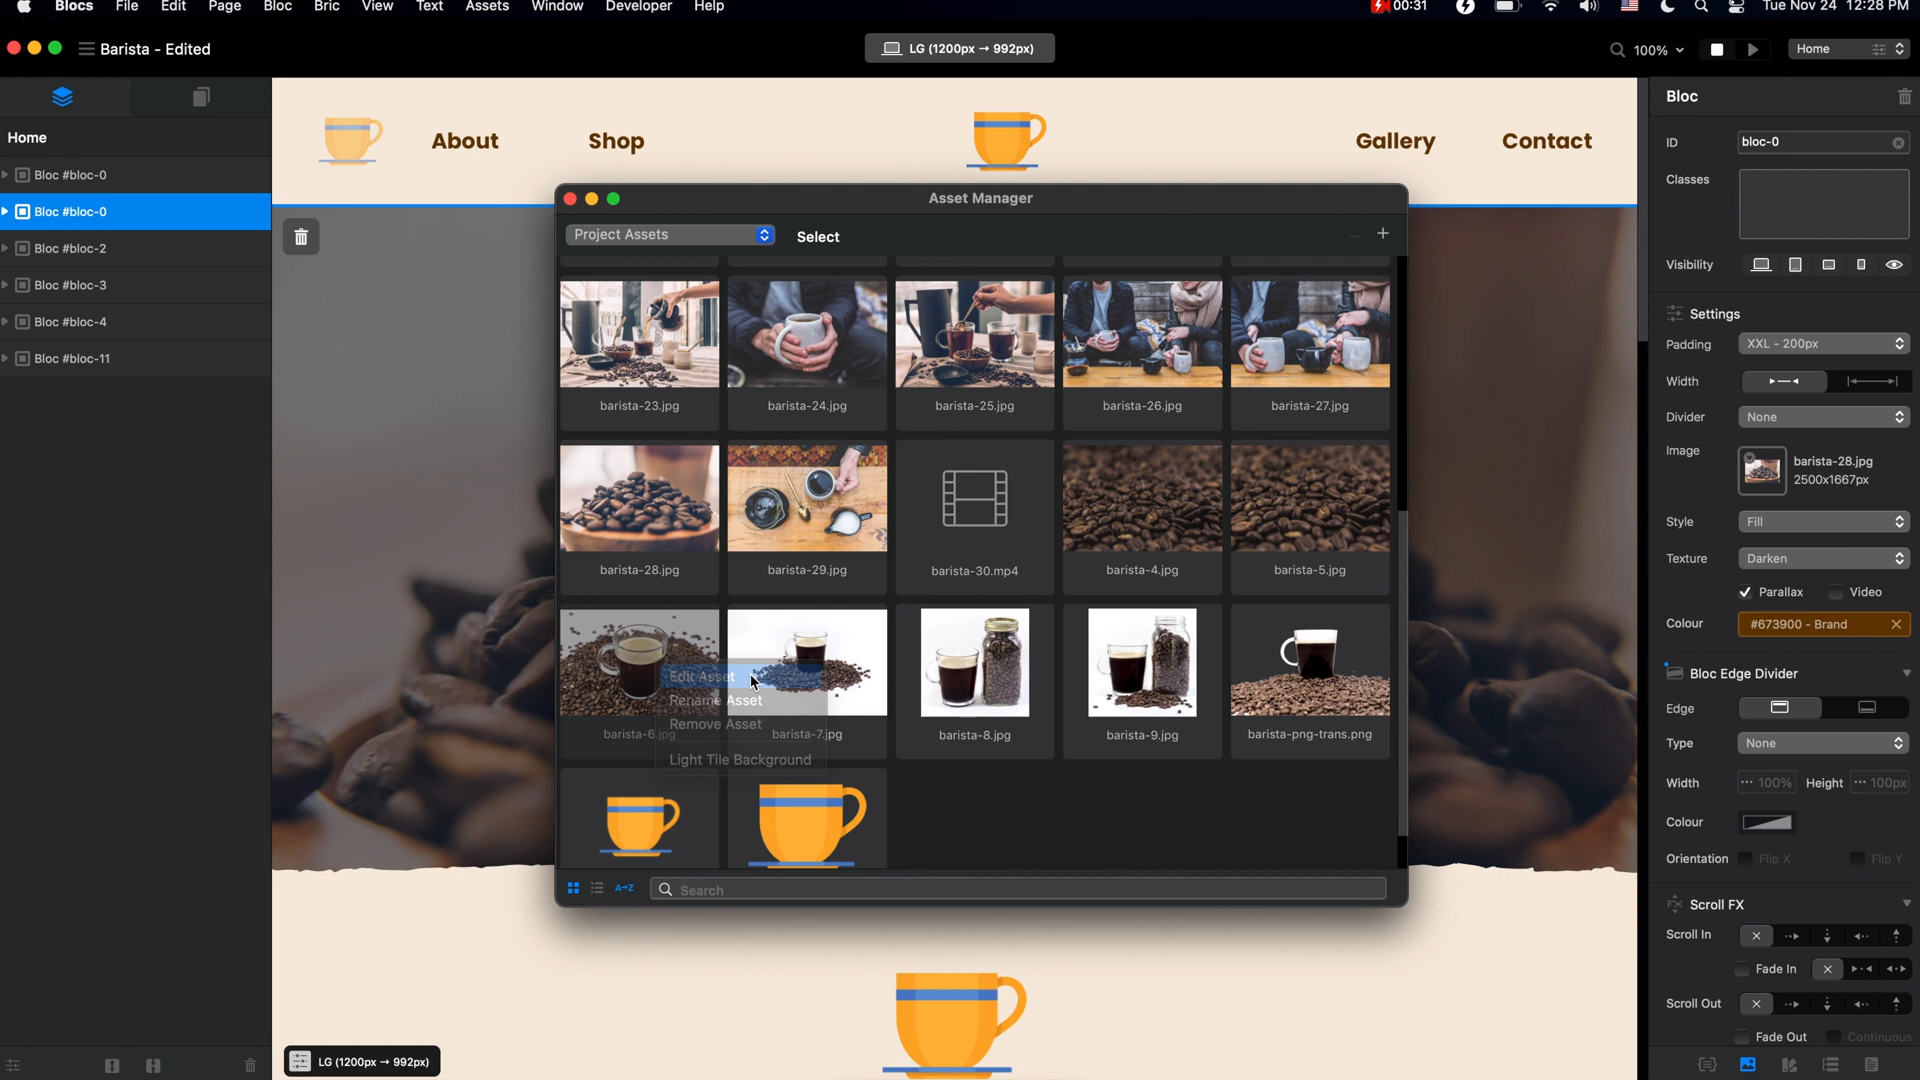 Blocs File Edit Page Bloc Bric View Text Assets Window Developer Help 00:31 Tue Nov 24 12:28 PM
Barista - Edited
LG (1200px → 992px)
100%
Home
Home
Bloc #bloc-0
Bloc #bloc-0
Bloc #bloc-2
Bloc #bloc-3
Bloc #bloc-4
Bloc #bloc-11
About Shop Gallery Contact
Asset Manager
Project Assets Select
barista-23.jpg barista-24.jpg barista-25.jpg barista-26.jpg barista-27.jpg
barista-28.jpg barista-29.jpg barista-30.mp4 barista-4.jpg barista-5.jpg
barista-6.jpg barista-7.jpg barista-8.jpg barista-9.jpg barista-png-trans.png
Edit Asset
Rename Asset
Remove Asset
Light Tile Background
A→Z Search
LG (1200px → 992px)
Bloc
ID bloc-0
Classes
Visibility
Settings
Padding XXL - 200px
Width
Divider None
Image barista-28.jpg
2500x1667px
Style Fill
Texture Darken
Parallax Video
Colour #673900 - Brand
Bloc Edge Divider
Edge
Type None
Width 100% Height 100px
Colour
Orientation Flip X Flip Y
FX Scroll FX
Scroll In
Fade In
Scroll Out
Fade Out Continuous